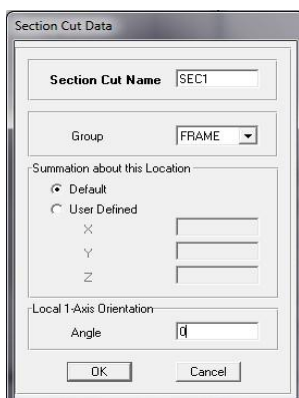 Section Cut Data
Section Cut Name SEC1
Group FRAME
Summation about this Location
Default
User Defined
X
Y
Z
Local 1-Axis Orientation
Angle 0
OK Cancel